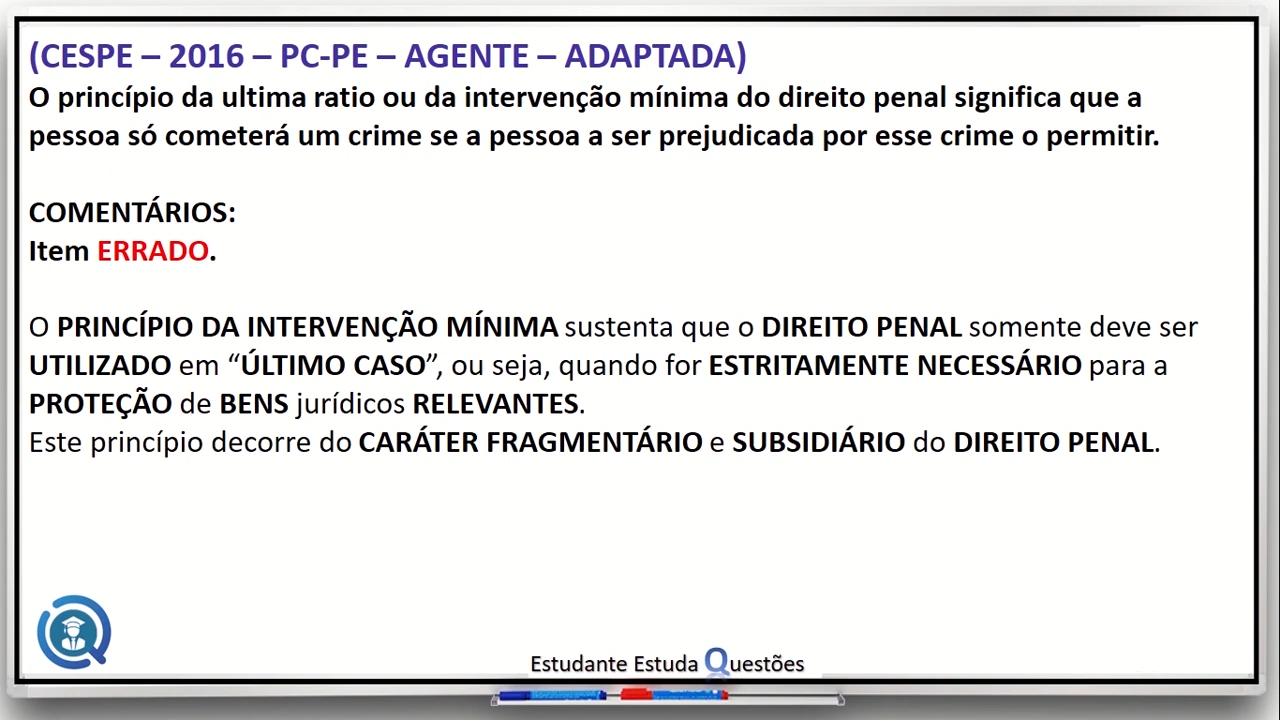 (CESPE – 2016 – PC-PE – AGENTE – ADAPTADA)
O princípio da ultima ratio ou da intervenção mínima do direito penal significa que a
pessoa só cometerá um crime se a pessoa a ser prejudicada por esse crime o permitir.
COMENTÁRIOS:
Item ERRADO.
O PRINCÍPIO DA INTERVENÇÃO MÍNIMA sustenta que o DIREITO PENAL somente deve ser
UTILIZADO em “ÚLTIMO CASO”, ou seja, quando for ESTRITAMENTE NECESSÁRIO para a
PROTEÇÃO de BENS jurídicos RELEVANTES.
Este princípio decorre do CARÁTER FRAGMENTÁRIO e SUBSIDIÁRIO do DIREITO PENAL.
Estudante Estuda Questões